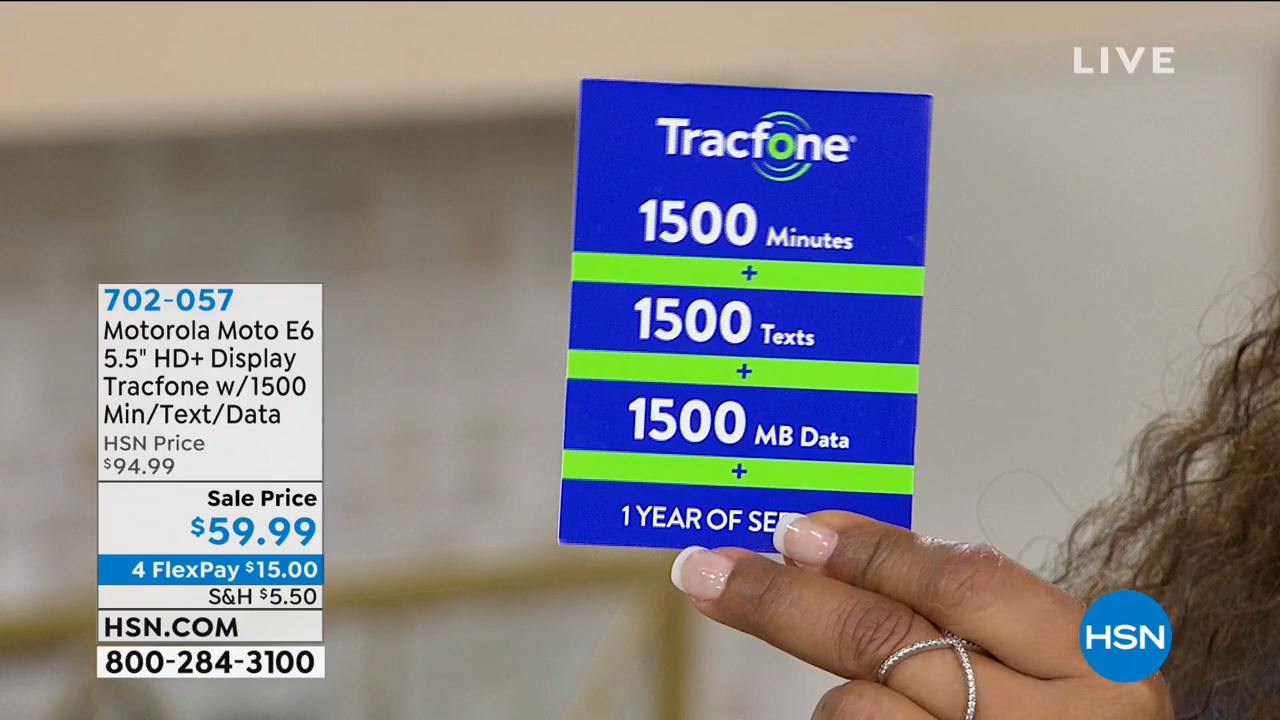 LIVE
Tracfone
1500 Minutes
+
1500 Texts
+
1500 MB Data
+
1 YEAR OF
702-057
Motorola Moto E6
5.5" HD+ Display
Tracfone w/1500
Min/Text/Data
HSN Price
$94.99
Sale Price
$59.99
4 FlexPay $15.00
S&H $5.50
HSN.COM
800-284-3100
HSN